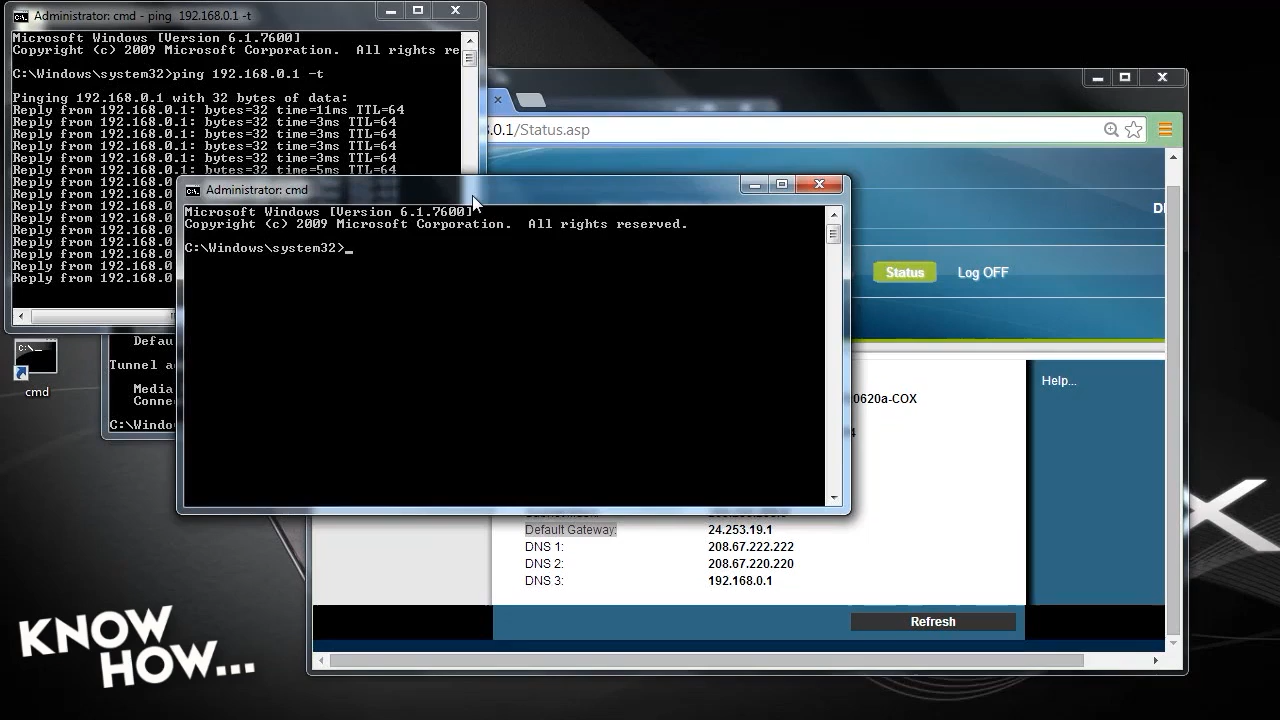 Administrator: cmd - ping  192.168.0.1 -t
Microsoft Windows [Version 6.1.7600]
Copyright (c) 2009 Microsoft Corporation.  All rights re
C:\Windows\system32>ping 192.168.0.1 -t
Pinging 192.168.0.1 with 32 bytes of data:
Reply from 192.168.0.1: bytes=32 time=11ms TTL=64
Reply from 192.168.0.1: bytes=32 time=3ms TTL=64
Reply from 192.168.0.1: bytes=32 time=3ms TTL=64
Reply from 192.168.0.1: bytes=32 time=3ms TTL=64
Reply from 192.168.0.1: bytes=32 time=3ms TTL=64
Reply from 192.168.0.1: bytes=32 time=5ms TTL=64
Reply from 192.168.0
Reply from 192.168.0
Reply from 192.168.0
Reply from 192.168.0
Reply from 192.168.0
Reply from 192.168.0
Reply from 192.168.0
Reply from 192.168.0
Reply from 192.168.0
Administrator: cmd
Microsoft Windows [Version 6.1.7600]
Copyright (c) 2009 Microsoft Corporation.  All rights reserved.
C:\Windows\system32>_
.0.1/Status.asp
Status
Log OFF
Help...
0620a-COX
4
Default Gateway: 24.253.19.1
DNS 1: 208.67.222.222
DNS 2: 208.67.220.220
DNS 3: 192.168.0.1
Refresh
cmd
Defau
Tunnel a
Media
Conne
C:\Windo
KNOW
HOW...